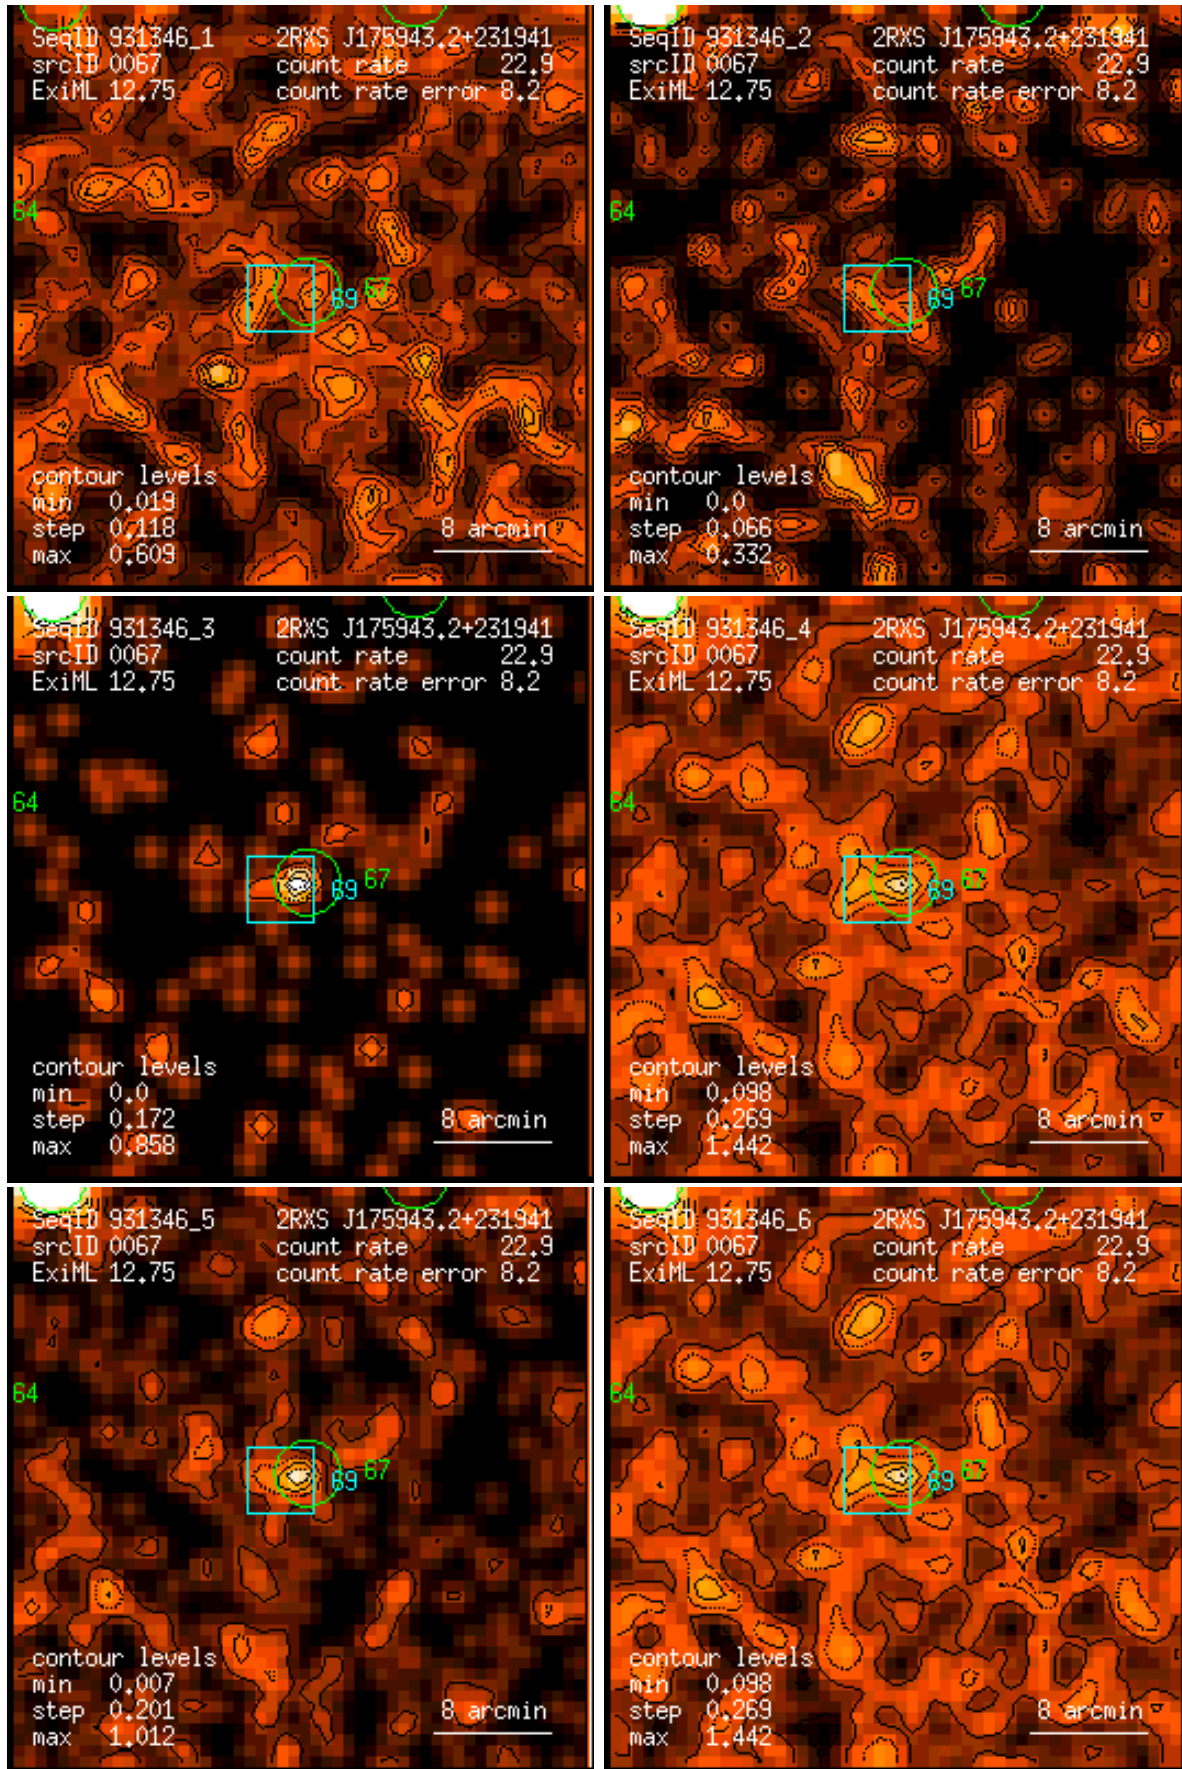 SeqID 931346_1 2RXS J175943.2+231941
srcID 0067 count rate 22.9
ExiML 12.75 count rate error 8.2
64
69 67
contour levels
min 0.019
step 0.118 8 arcmin
max 0.609
SeqID 931346_2 2RXS J175943.2+231941
srcID 0067 count rate 22.9
ExiML 12.75 count rate error 8.2
64
69 67
contour levels
min 0.0
step 0.066 8 arcmin
max 0.332
SeqID 931346_3 2RXS J175943.2+231941
srcID 0067 count rate 22.9
ExiML 12.75 count rate error 8.2
64
69 67
contour levels
min 0.0
step 0.172 8 arcmin
max 0.858
SeqID 931346_4 2RXS J175943.2+231941
srcID 0067 count rate 22.9
ExiML 12.75 count rate error 8.2
64
69 67
contour levels
min 0.098
step 0.269 8 arcmin
max 1.442
SeqID 931346_5 2RXS J175943.2+231941
srcID 0067 count rate 22.9
ExiML 12.75 count rate error 8.2
64
69 67
contour levels
min 0.007
step 0.201 8 arcmin
max 1.012
SeqID 931346_6 2RXS J175943.2+231941
srcID 0067 count rate 22.9
ExiML 12.75 count rate error 8.2
64
69 67
contour levels
min 0.098
step 0.269 8 arcmin
max 1.442